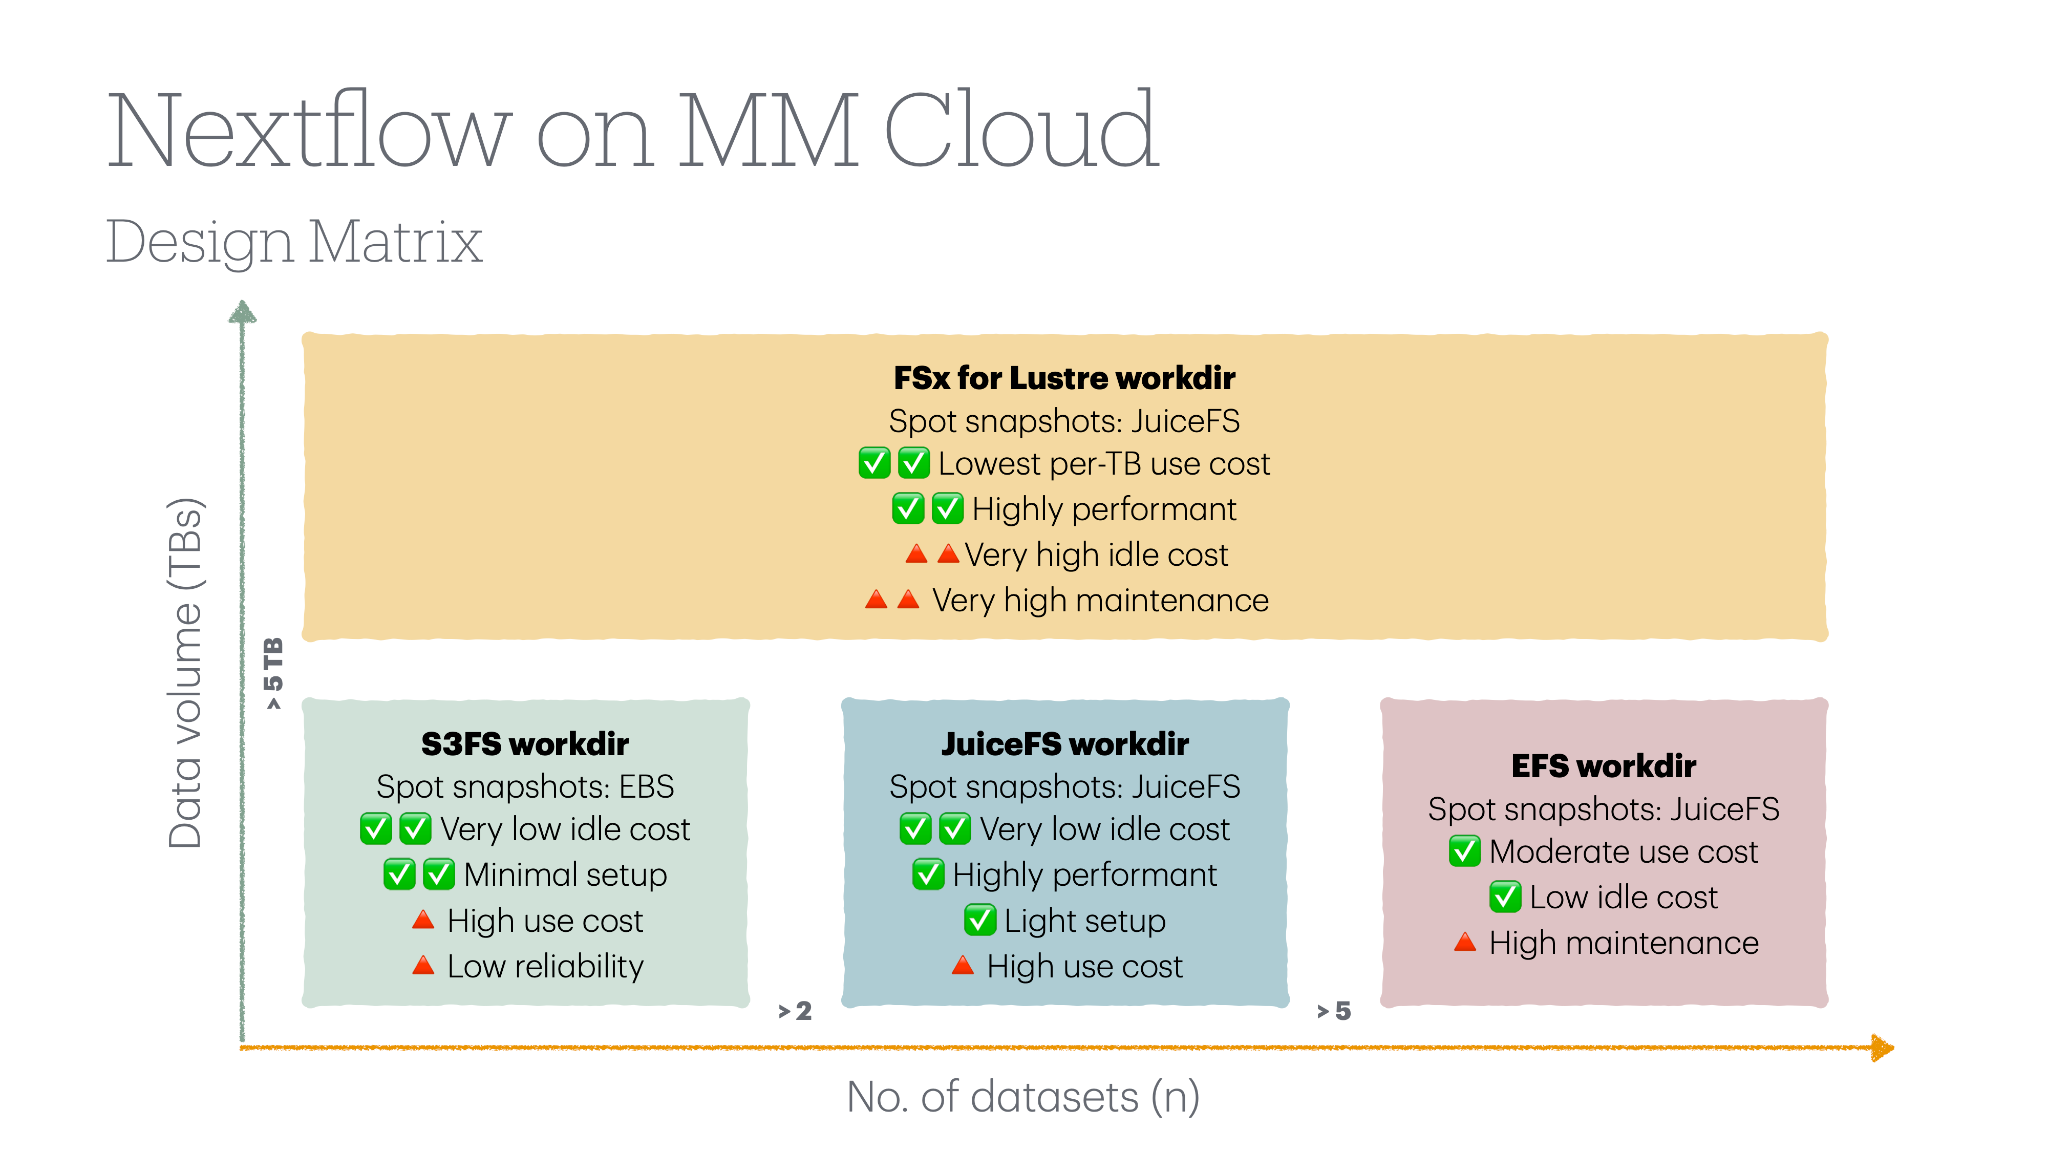 Nextflow on MM Cloud
Design Matrix
Data volume (TBs)
> 5 TB
FSx for Lustre workdir
Spot snapshots: JuiceFS
✅ ✅ Lowest per-TB use cost
✅ ✅ Highly performant
🔺 🔺Very high idle cost
🔺 🔺 Very high maintenance
S3FS workdir
Spot snapshots: EBS
✅ ✅ Very low idle cost
✅ ✅ Minimal setup
🔺 High use cost
🔺 Low reliability
> 2
JuiceFS workdir
Spot snapshots: JuiceFS
✅ ✅ Very low idle cost
✅ Highly performant
✅ Light setup
🔺 High use cost
> 5
EFS workdir
Spot snapshots: JuiceFS
✅ Moderate use cost
✅ Low idle cost
🔺 High maintenance
No. of datasets (n)